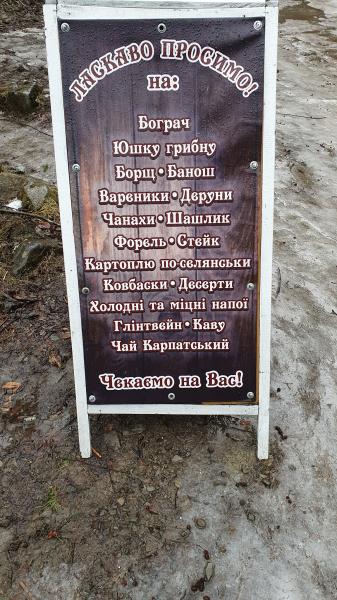 Ласкаво просимо!
на:
Бограч
Юшку грибну
Борщ • Банош
Вареники • Деруни
Чанахи • Шашлик
Форель • Стейк
Картоплю по-селянськи
Ковбаски • Десерти
Холодні та міцні напої
Глінтвейн • Каву
Чай Карпатський
Чекаємо на Вас!